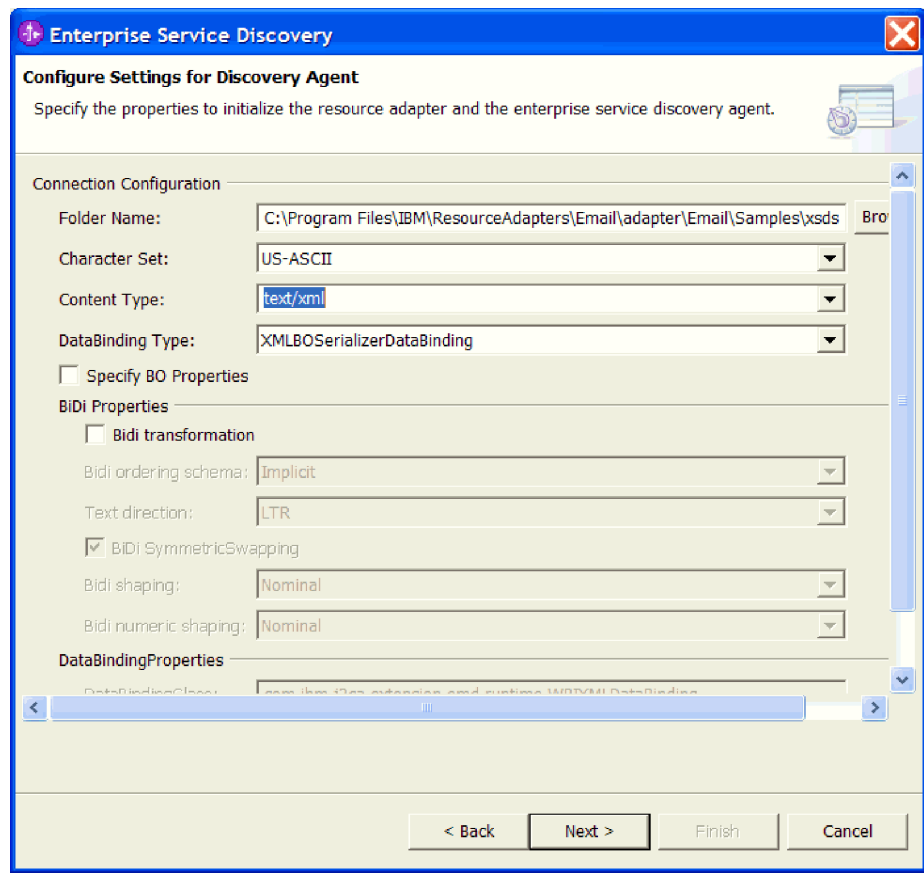 Enterprise Service Discovery
Configure Settings for Discovery Agent
Specify the properties to initialize the resource adapter and the enterprise service discovery agent.
Connection Configuration
Folder Name: C:\Program Files\IBM\ResourceAdapters\Email\adapter\Email\Samples\xsds Bro
Character Set: US-ASCII
Content Type: text/xml
DataBinding Type: XMLBOSerializerDataBinding
Specify BO Properties
BiDi Properties
Bidi transformation
Bidi ordering schema: Implicit
Text direction: LTR
BiDi SymmetricSwapping
Bidi shaping: Nominal
Bidi numeric shaping: Nominal
DataBindingProperties
< Back Next > Finish Cancel